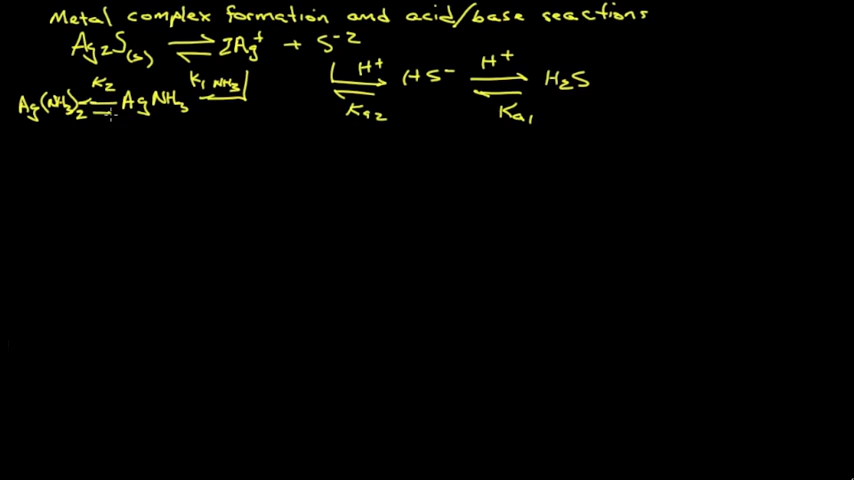 Metal complex formation and acid/base reactions
Ag₂S(s) ⇌ 2Ag⁺ + S⁻²
H⁺ HS⁻ H⁺ H₂S
K₂ K₁ NH₃
Ag(NH₃)₂ ⇌ AgNH₃
Ka₂ Ka₁